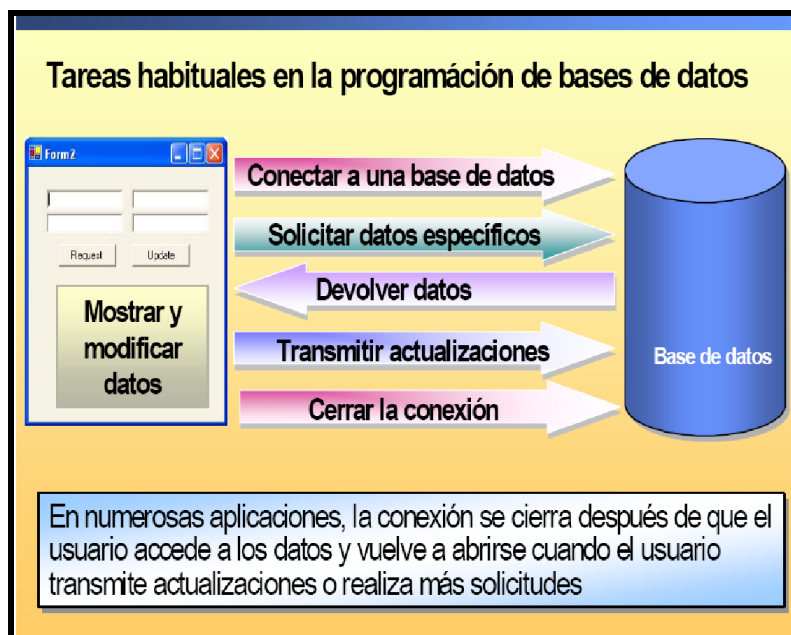 Tareas habituales en la programáción de bases de datos
Form2
Request Update
Mostrar y
modificar
datos
Conectar a una base de datos
Solicitar datos específicos
Devolver datos
Transmitir actualizaciones
Cerrar la conexión
Base de datos
En numerosas aplicaciones, la conexión se cierra después de que el
usuario accede a los datos y vuelve a abrirse cuando el usuario
transmite actualizaciones o realiza más solicitudes